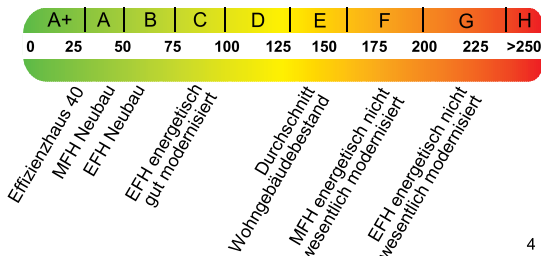 A+ A B C D E F G H
0 25 50 75 100 125 150 175 200 225 >250
Effizienzhaus 40
MFH Neubau
EFH Neubau
EFH energetisch
gut modernisiert
Durchschnitt
Wohngebäudebestand
MFH energetisch nicht
wesentlich modernisiert
EFH energetisch nicht
wesentlich modernisiert
4